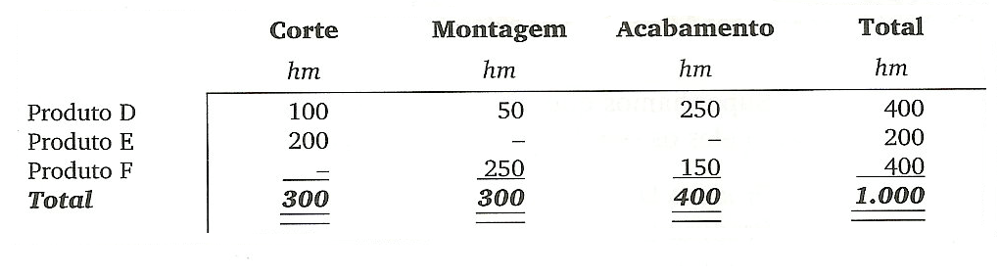 Corte Montagem Acabamento Total
hm hm hm hm
Produto D 100 50 250 400
Produto E 200 – – 200
Produto F – 250 150 400
Total 300 300 400 1.000